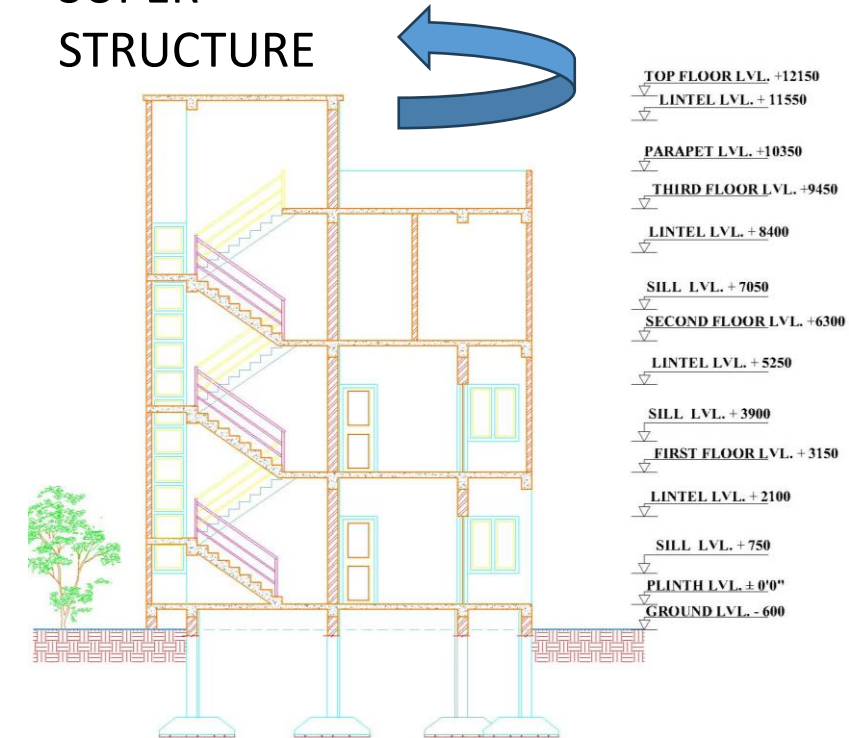 STRUCTURE
TOP FLOOR LVL. +12150
LINTEL LVL. + 11550
PARAPET LVL. +10350
THIRD FLOOR LVL. +9450
LINTEL LVL. + 8400
SILL LVL. + 7050
SECOND FLOOR LVL. +6300
LINTEL LVL. + 5250
SILL LVL. + 3900
FIRST FLOOR LVL. + 3150
LINTEL LVL. + 2100
SILL LVL. + 750
PLINTH LVL. ± 0'0"
GROUND LVL. - 600